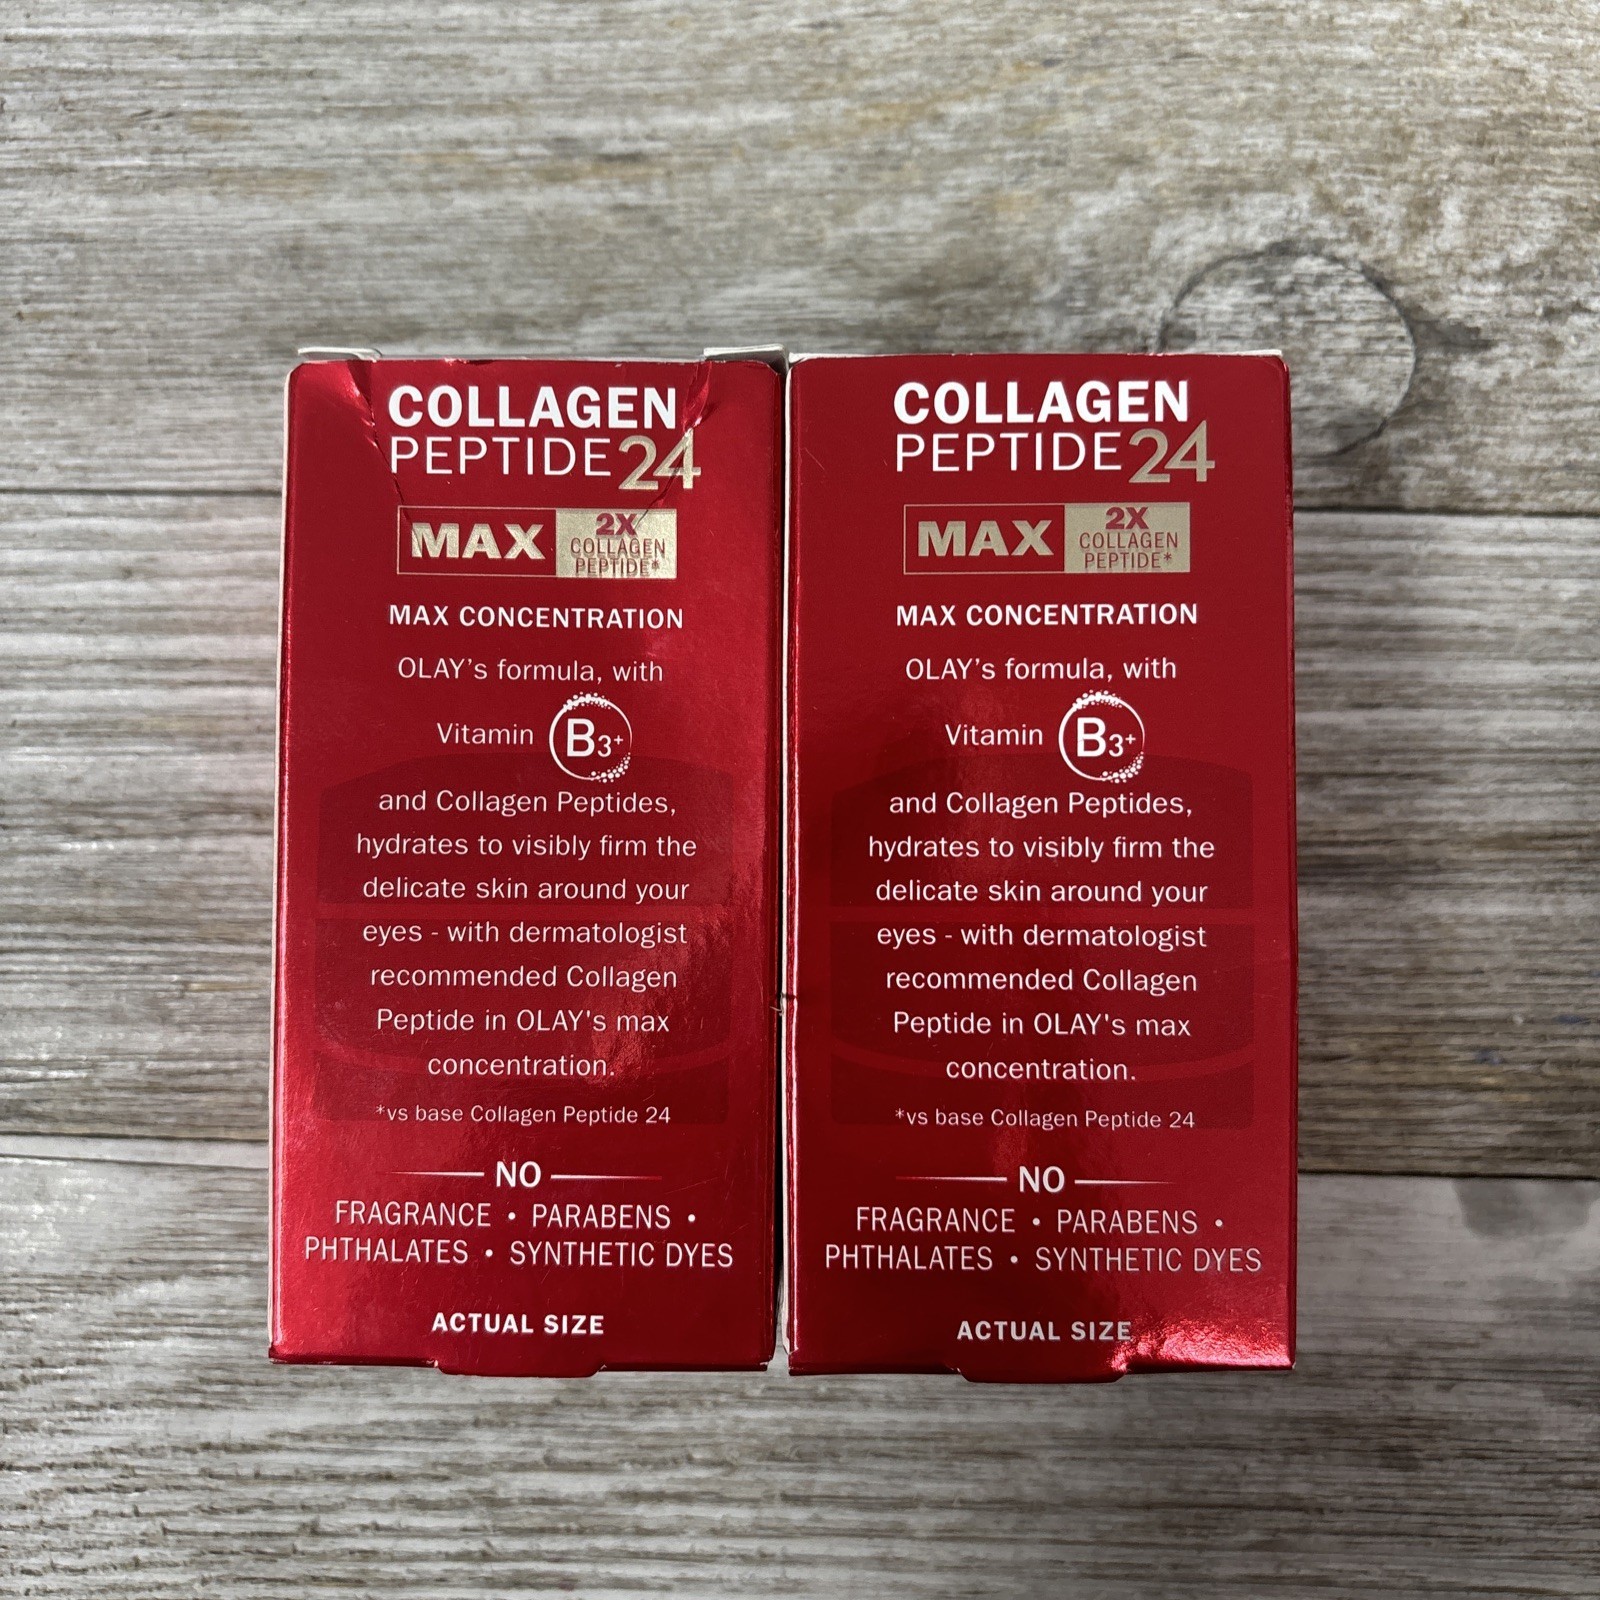 COLLAGEN
PEPTIDE 24
MAX 2X
COLLAGEN
PEPTIDE*
MAX CONCENTRATION
OLAY's formula, with
Vitamin B3+
and Collagen Peptides,
hydrates to visibly firm the
delicate skin around your
eyes - with dermatologist
recommended Collagen
Peptide in OLAY's max
concentration.
*vs base Collagen Peptide 24
NO
FRAGRANCE • PARABENS •
PHTHALATES • SYNTHETIC DYES
ACTUAL SIZE
COLLAGEN
PEPTIDE 24
MAX 2X
COLLAGEN
PEPTIDE*
MAX CONCENTRATION
OLAY's formula, with
Vitamin B3+
and Collagen Peptides,
hydrates to visibly firm the
delicate skin around your
eyes - with dermatologist
recommended Collagen
Peptide in OLAY's max
concentration.
*vs base Collagen Peptide 24
NO
FRAGRANCE • PARABENS •
PHTHALATES • SYNTHETIC DYES
ACTUAL SIZE